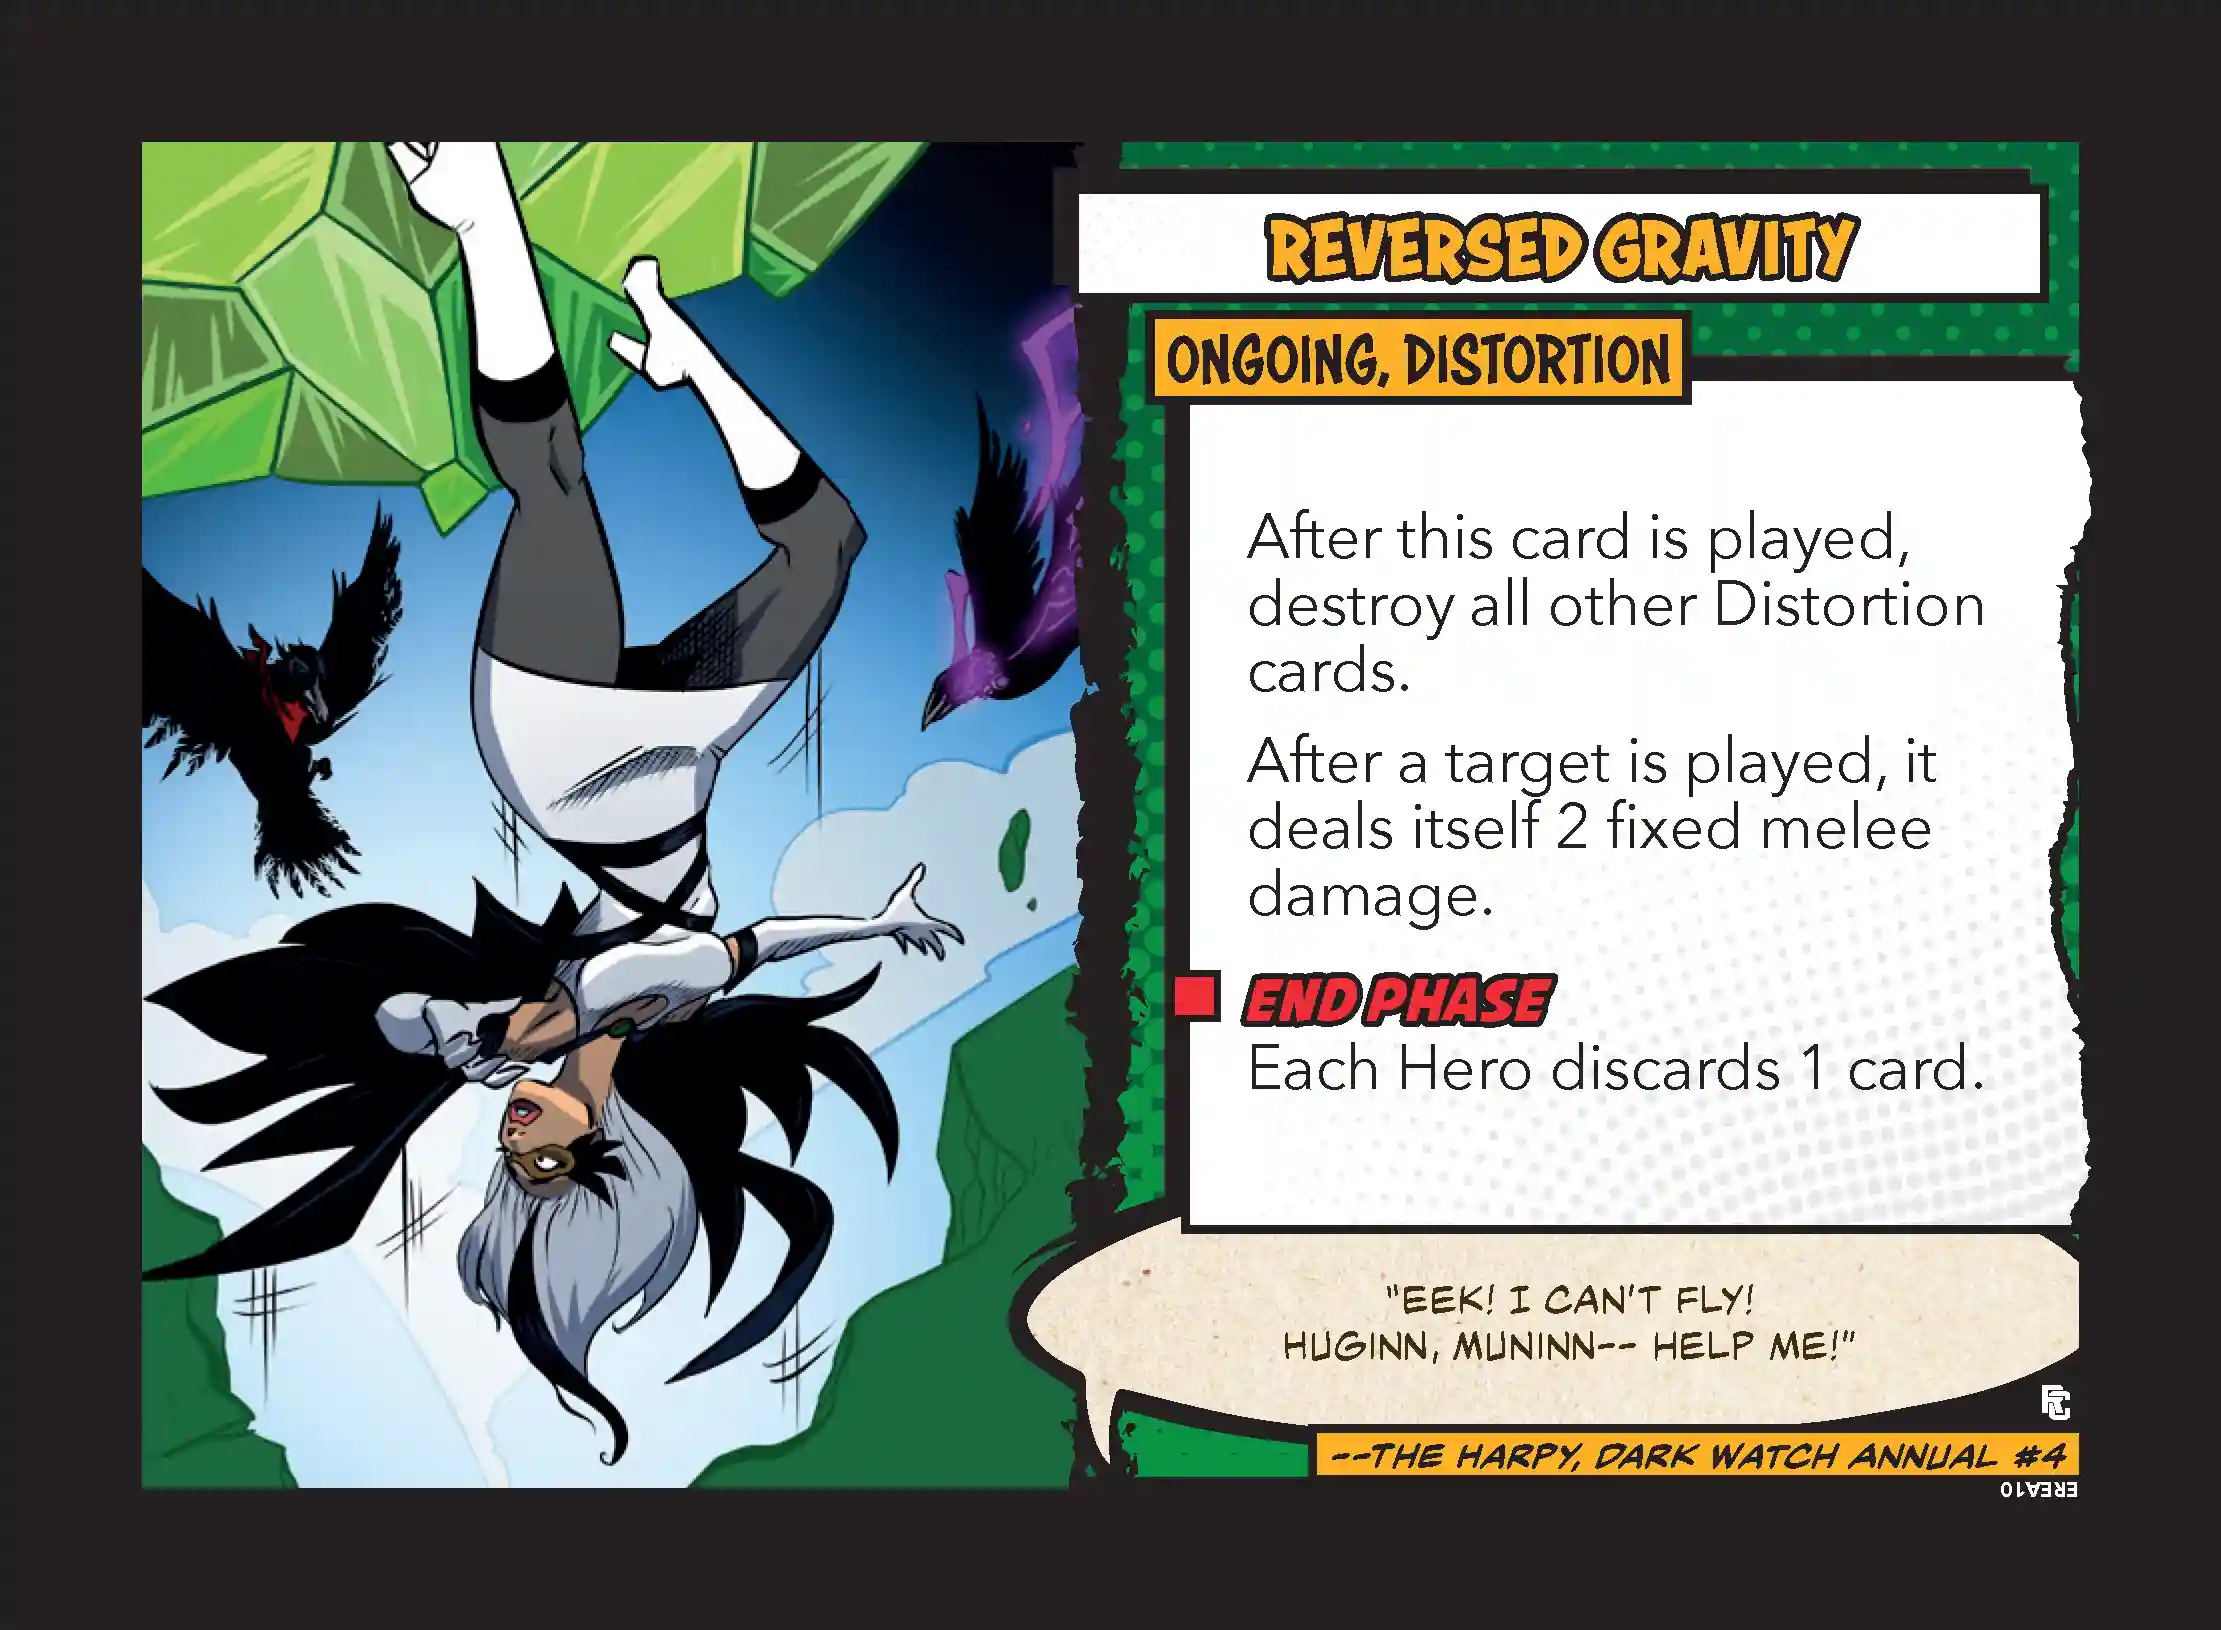 REVERSED GRAVITY
ONGOING, DISTORTION
After this card is played,
destroy all other Distortion
cards.
After a target is played, it
deals itself 2 fixed melee
damage.
END PHASE
Each Hero discards 1 card.
"EEK! I CAN'T FLY!
HUGINN, MUNINN-- HELP ME!"
--THE HARPY, DARK WATCH ANNUAL #4
EREA10